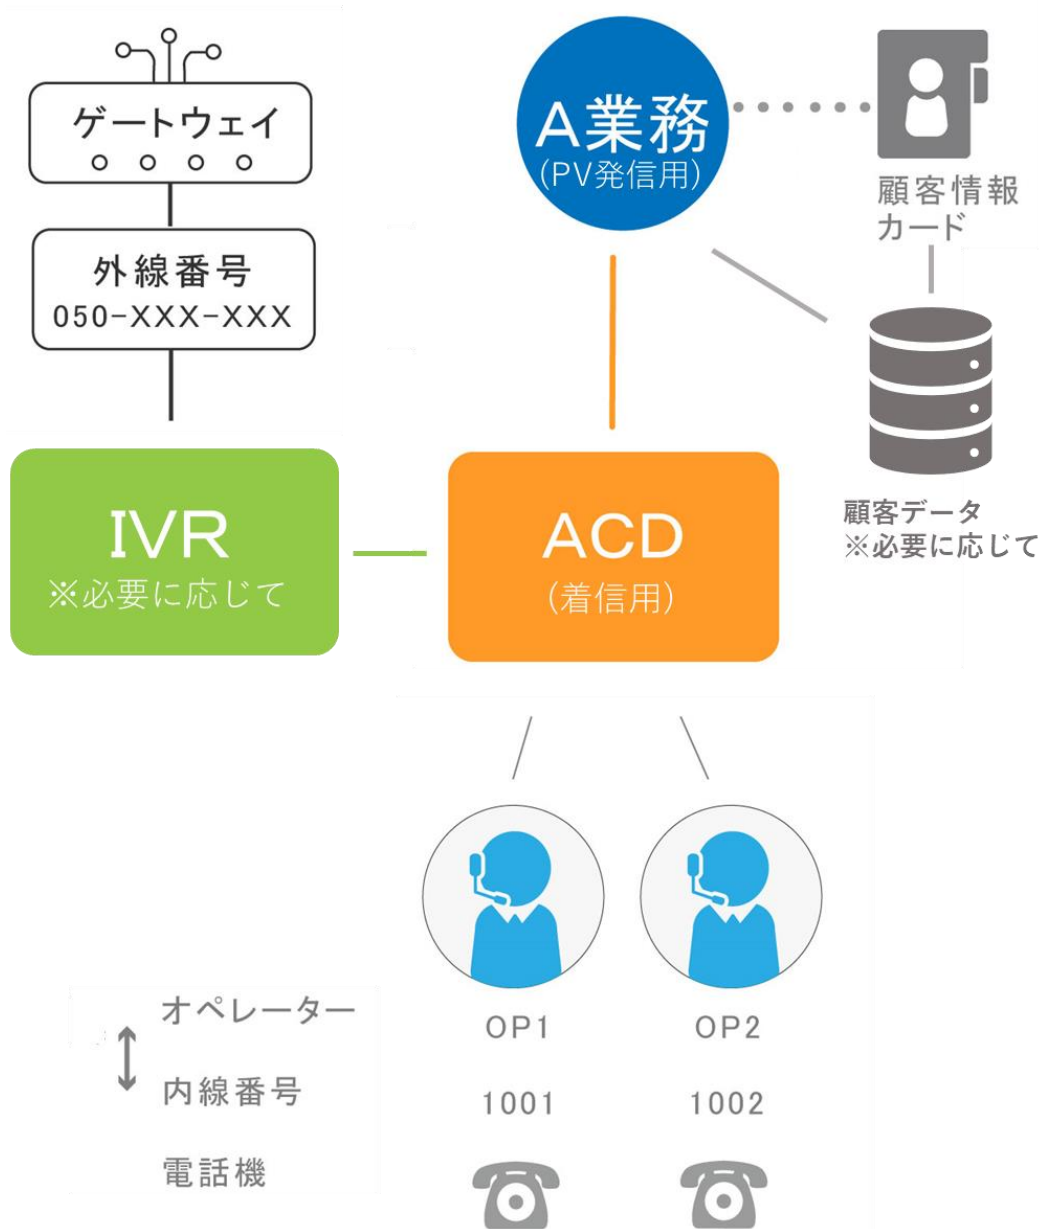 ゲートウェイ
外線番号
050-XXX-XXX
A業務
(PV発信用)
顧客情報
カード
IVR
※必要に応じて
ACD
(着信用)
顧客データ
※必要に応じて
オペレーター
OP1
OP2
内線番号
1001
1002
電話機